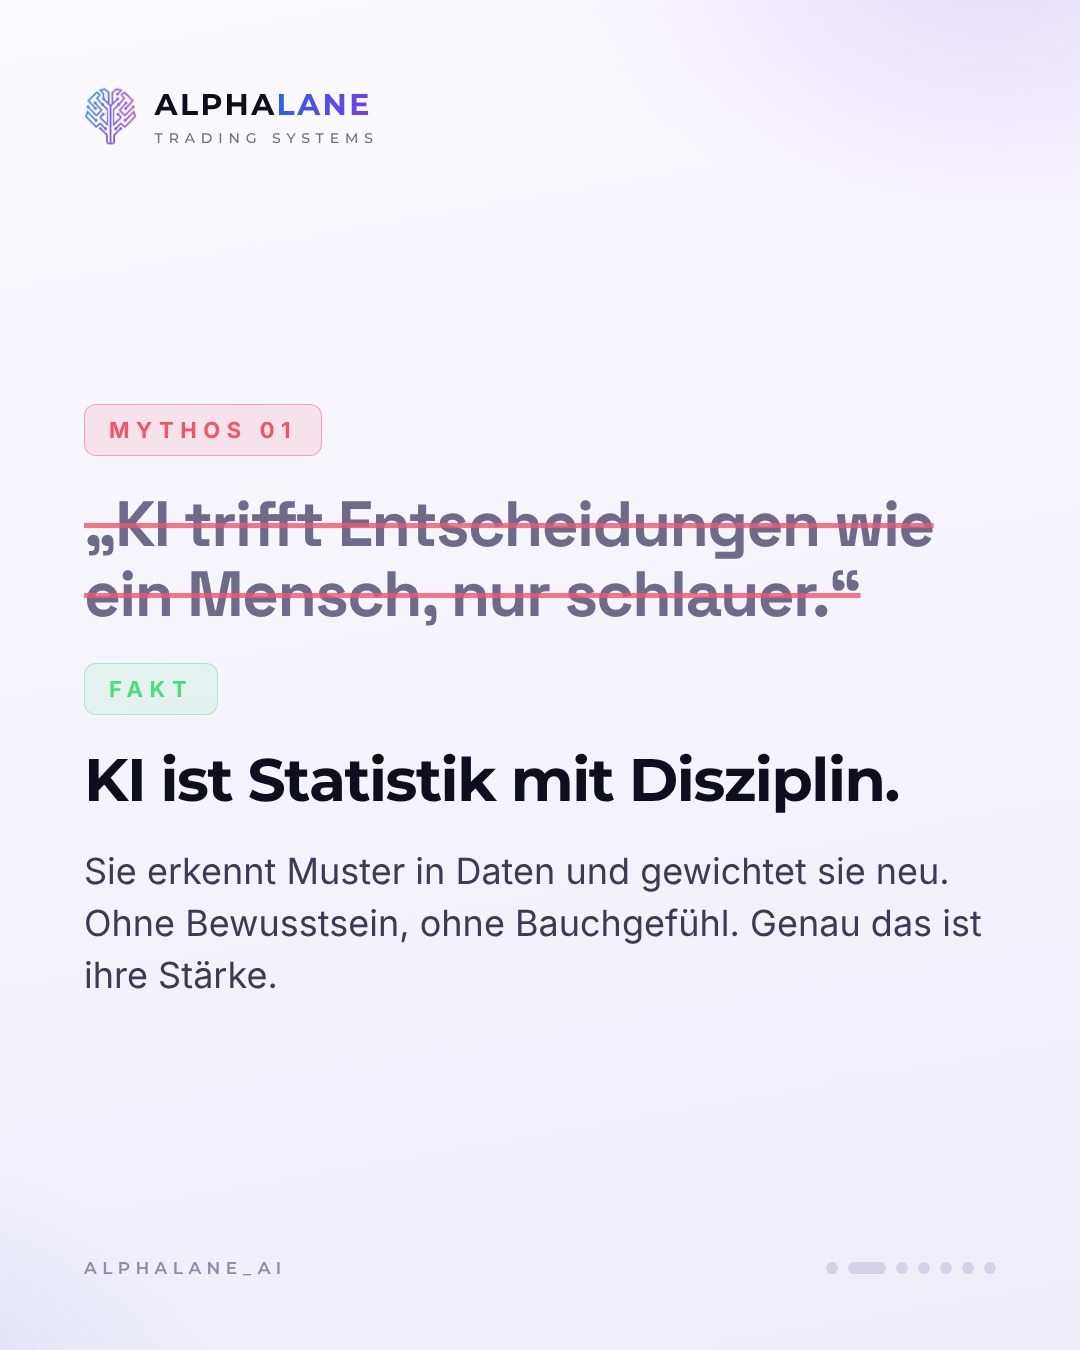 ALPHALANE
TRADING SYSTEMS
MYTHOS 01
„KI trifft Entscheidungen wie
ein Mensch, nur schlauer.“
FAKT
KI ist Statistik mit Disziplin.
Sie erkennt Muster in Daten und gewichtet sie neu.
Ohne Bewusstsein, ohne Bauchgefühl. Genau das ist
ihre Stärke.
ALPHALANE_AI